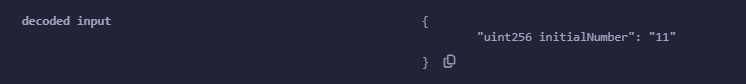 decoded input {
"uint256 initialNumber": "11"
}